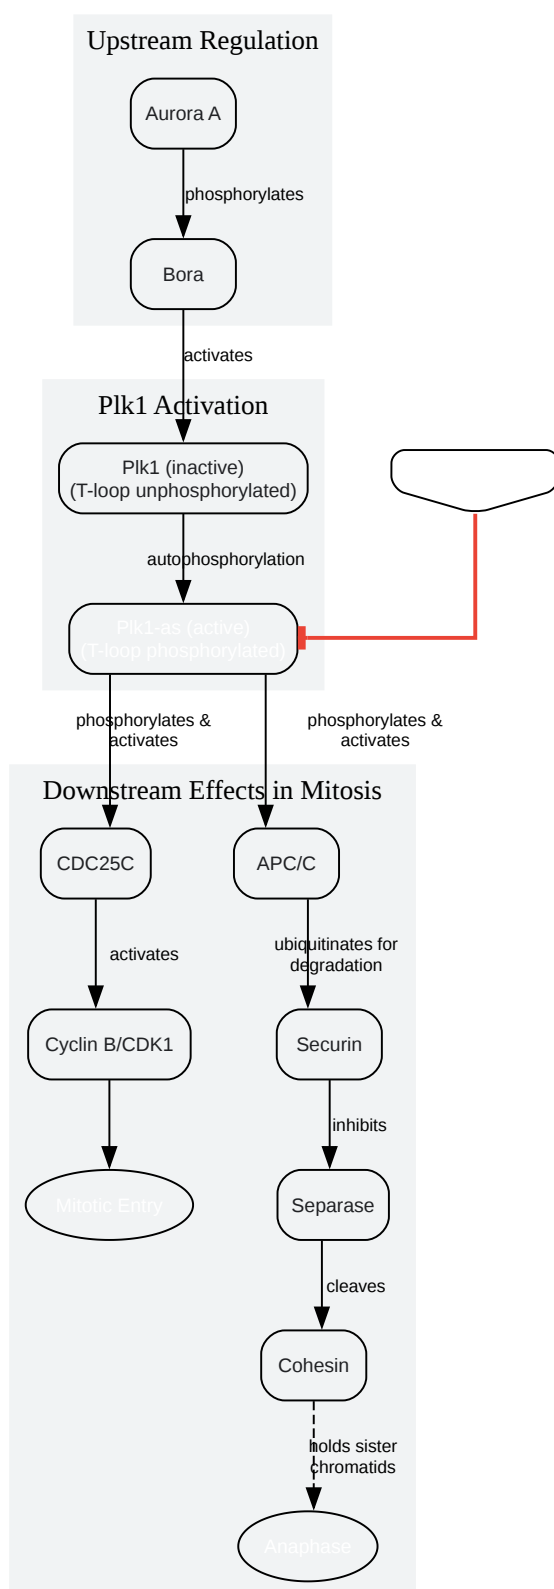 Upstream Regulation
Aurora A
phosphorylates
Bora
activates
Plk1 Activation
Plk1 (inactive)
(T-loop unphosphorylated)
autophosphorylation
Plk1-as (active)
(T-loop phosphorylated)
phosphorylates &
activates
phosphorylates &
activates
Downstream Effects in Mitosis
CDC25C
APC/C
activates
ubiquitinates for
degradation
Cyclin B/CDK1
Securin
inhibits
Mitotic Entry
Separase
cleaves
Cohesin
holds sister
chromatids
Anaphase